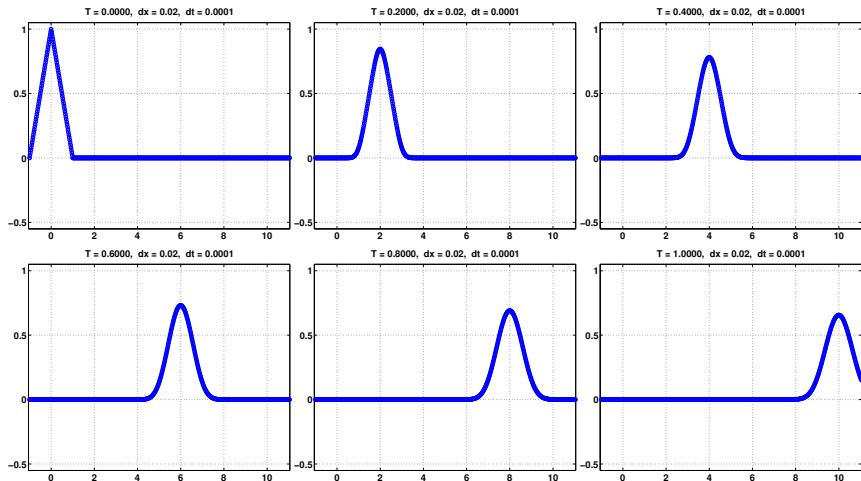 T = 0.0000, dx = 0.02, dt = 0.0001
1
0.5
0
−0.5
0 2 4 6 8 10
T = 0.2000, dx = 0.02, dt = 0.0001
1
0.5
0
−0.5
0 2 4 6 8 10
T = 0.4000, dx = 0.02, dt = 0.0001
1
0.5
0
−0.5
0 2 4 6 8 10
T = 0.6000, dx = 0.02, dt = 0.0001
1
0.5
0
−0.5
0 2 4 6 8 10
T = 0.8000, dx = 0.02, dt = 0.0001
1
0.5
0
−0.5
0 2 4 6 8 10
T = 1.0000, dx = 0.02, dt = 0.0001
1
0.5
0
−0.5
0 2 4 6 8 10